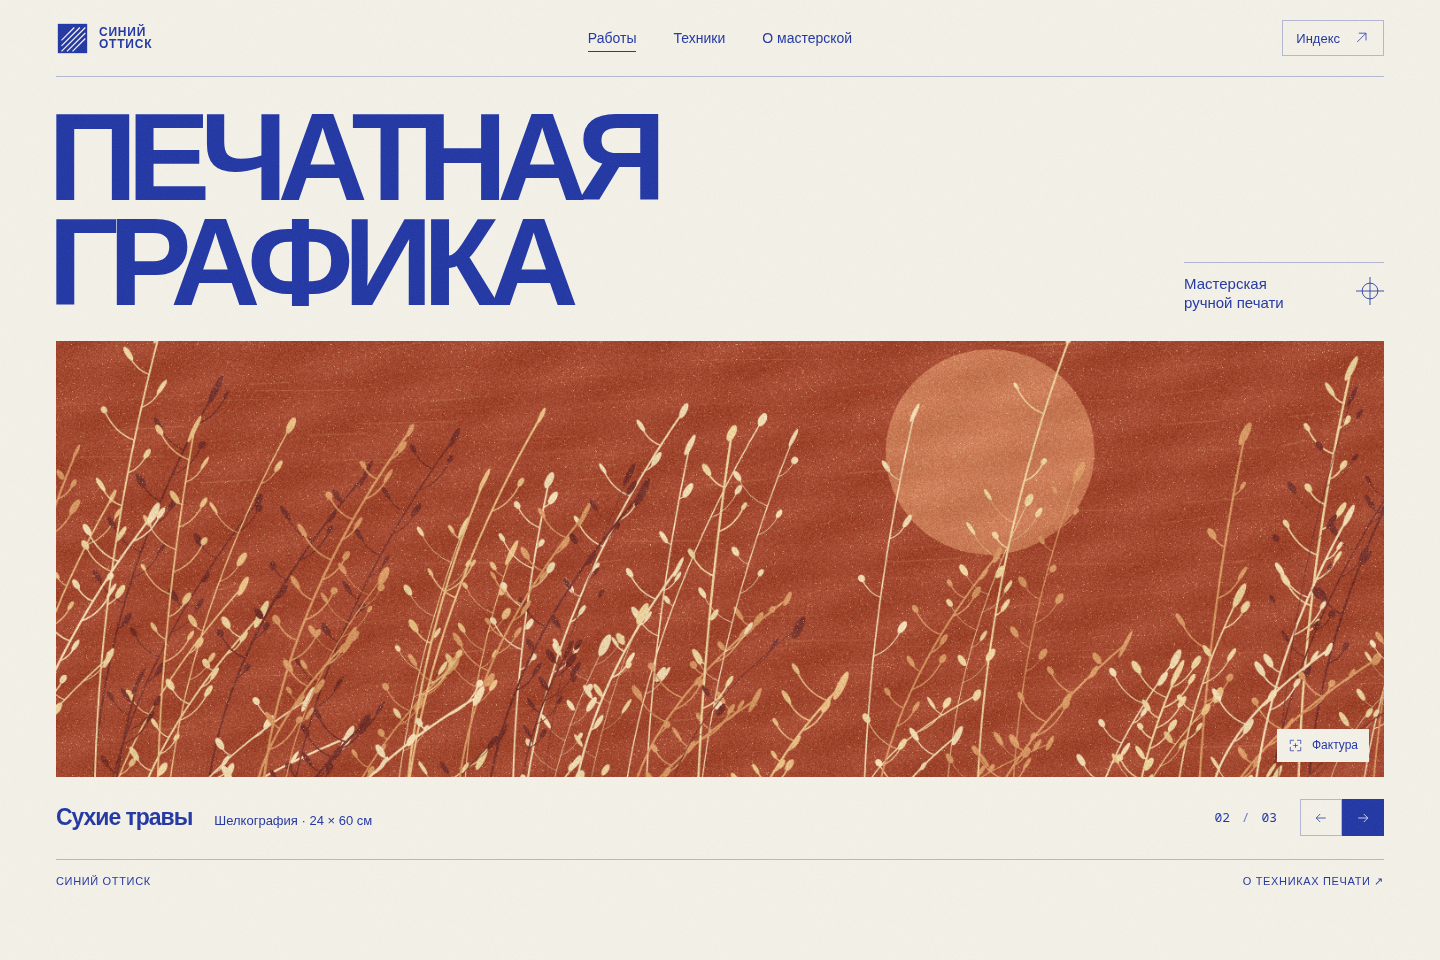 СИНИЙ
ОТТИСК
Работы
Техники
О мастерской
Индекс
ПЕЧАТНАЯ
ГРАФИКА
Мастерская
ручной печати
Фактура
Сухие травы
Шелкография · 24 × 60 см
02 / 03
СИНИЙ ОТТИСК
О ТЕХНИКАХ ПЕЧАТИ ↗